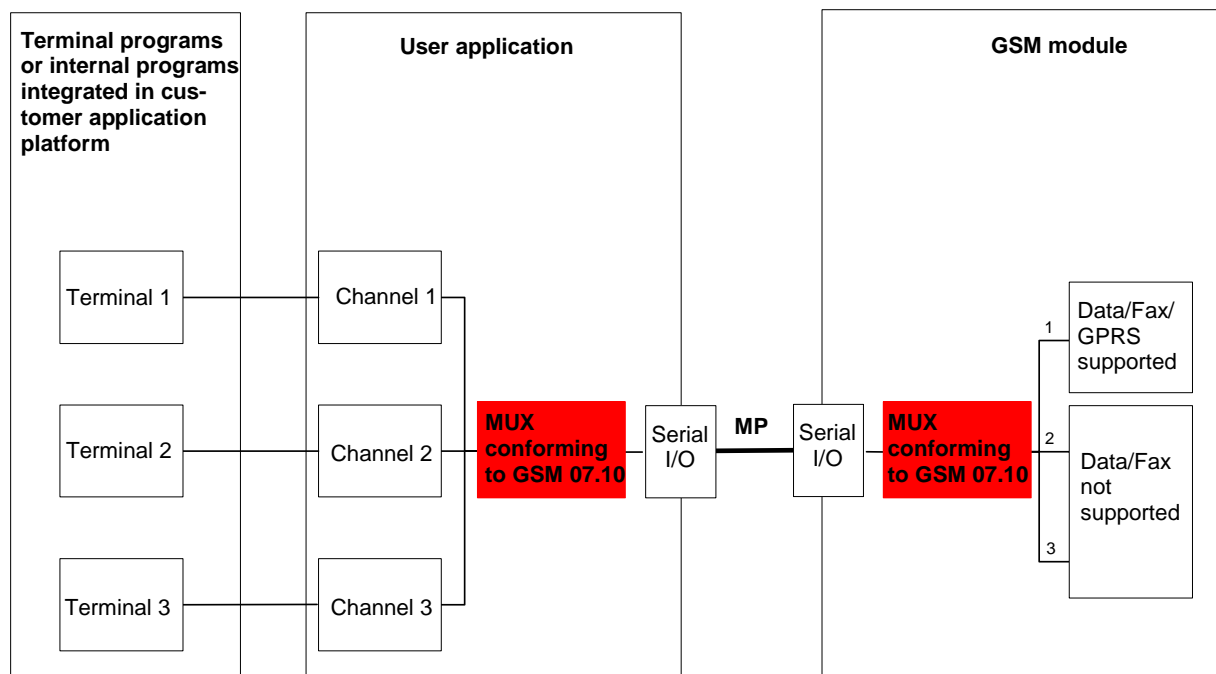 Terminal programs
or internal programs
integrated in cus-
tomer application
platform
User application
GSM module
Terminal 1
Channel 1
Terminal 2
Channel 2
Terminal 3
Channel 3
MUX
conforming
to GSM 07.10
Serial
I/O
MP
Serial
I/O
MUX
conforming
to GSM 07.10
1
2
3
Data/Fax/
GPRS
supported
Data/Fax
not
supported